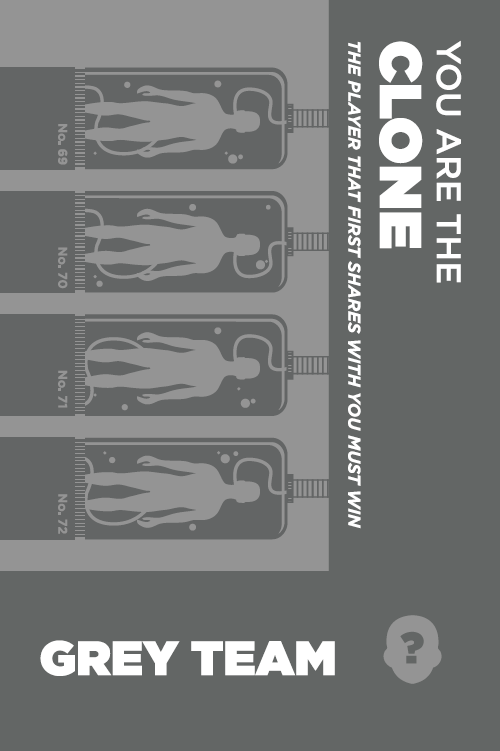 YOU ARE THE
CLONE
THE PLAYER THAT FIRST SHARES WITH YOU MUST WIN
No. 69
No. 70
No. 71
No. 72
?
GREY TEAM